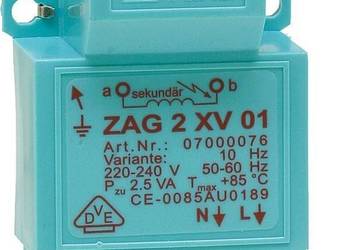 a sekundär b
ZAG 2 XV 01
Art.Nr.: 07000076
Variante: 10 Hz
220-240 V 50-60 Hz
Pzu 2.5 VA Tmax +85°C
CE-0085AU0189
DVE N L